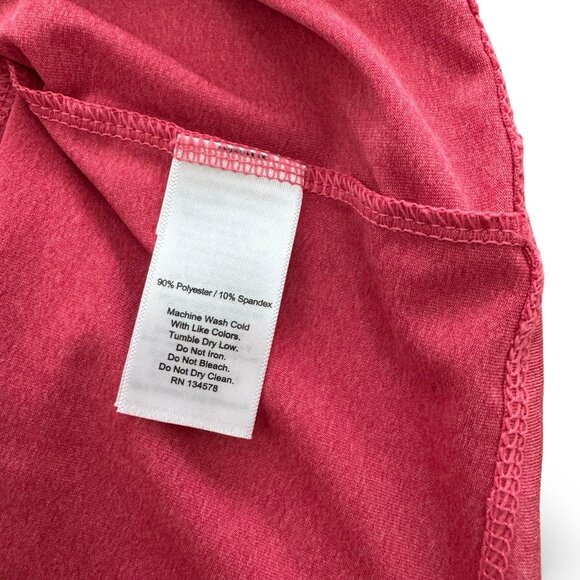 90% Polyester / 10% Spandex
Machine Wash Cold
With Like Colors.
Tumble Dry Low.
Do Not Iron.
Do Not Bleach.
Do Not Dry Clean.
RN 134578